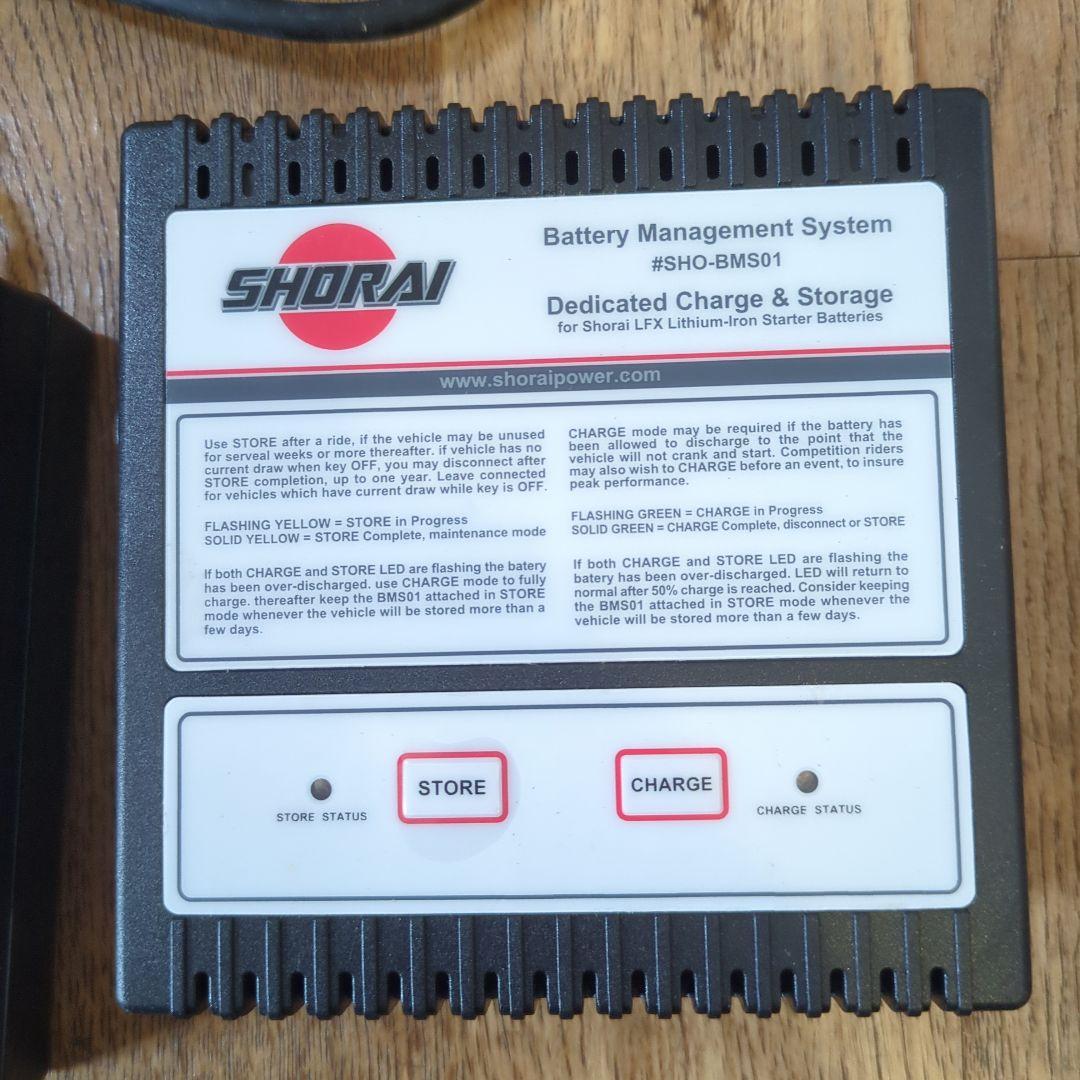 SHORAI
Battery Management System
#SHO-BMS01
Dedicated Charge & Storage
for Shorai LFX Lithium-Iron Starter Batteries
www.shoraipower.com
Use STORE after a ride, if the vehicle may be unused
for serveal weeks or more thereafter. if vehicle has no
current draw when key OFF, you may disconnect after
STORE completion, up to one year. Leave connected
for vehicles which have current draw while key is OFF.
FLASHING YELLOW = STORE in Progress
SOLID YELLOW = STORE Complete, maintenance mode
If both CHARGE and STORE LED are flashing the batery
has been over-discharged. use CHARGE mode to fully
charge. thereafter keep the BMS01 attached in STORE
mode whenever the vehicle will be stored more than a
few days.
CHARGE mode may be required if the battery has
been allowed to discharge to the point that the
vehicle will not crank and start. Competition riders
may also wish to CHARGE before an event, to insure
peak performance.
FLASHING GREEN = CHARGE in Progress
SOLID GREEN = CHARGE Complete, disconnect or STORE
If both CHARGE and STORE LED are flashing the
batery has been over-discharged. LED will return to
normal after 50% charge is reached. Consider keeping
the BMS01 attached in STORE mode whenever the
vehicle will be stored more than a few days.
STORE STATUS
STORE
CHARGE
CHARGE STATUS